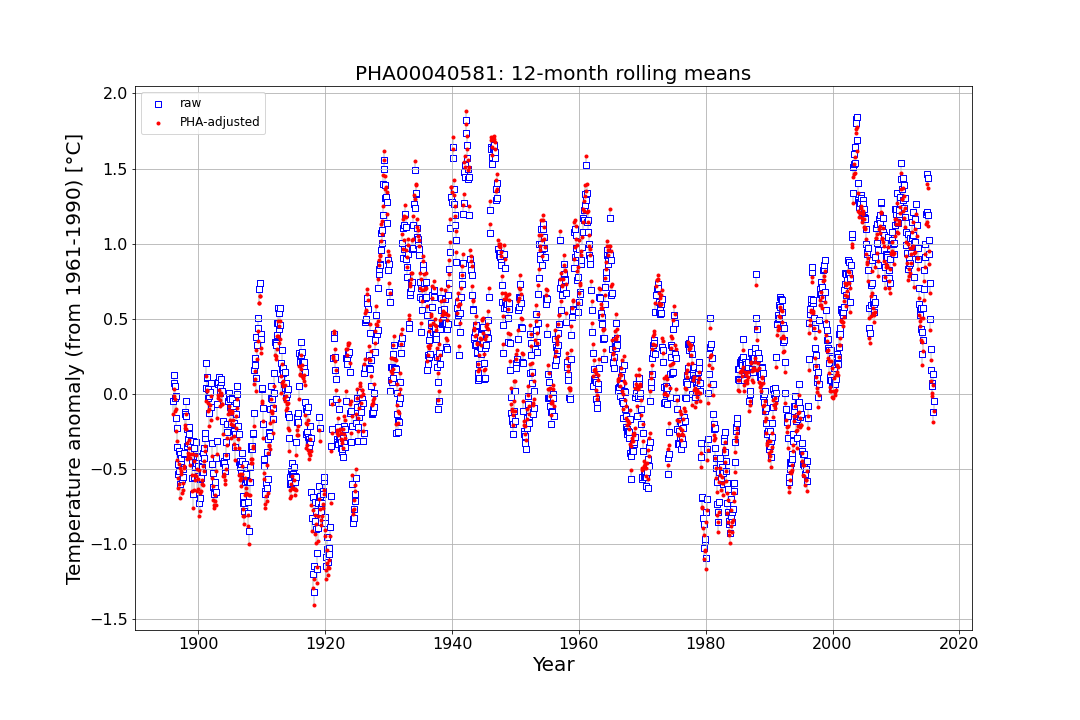 PHA00040581: 12-month rolling means
raw
PHA-adjusted
Temperature anomaly (from 1961-1990) [°C]
2.0
1.5
1.0
0.5
0.0
−0.5
−1.0
−1.5
1900 1920 1940 1960 1980 2000 2020
Year